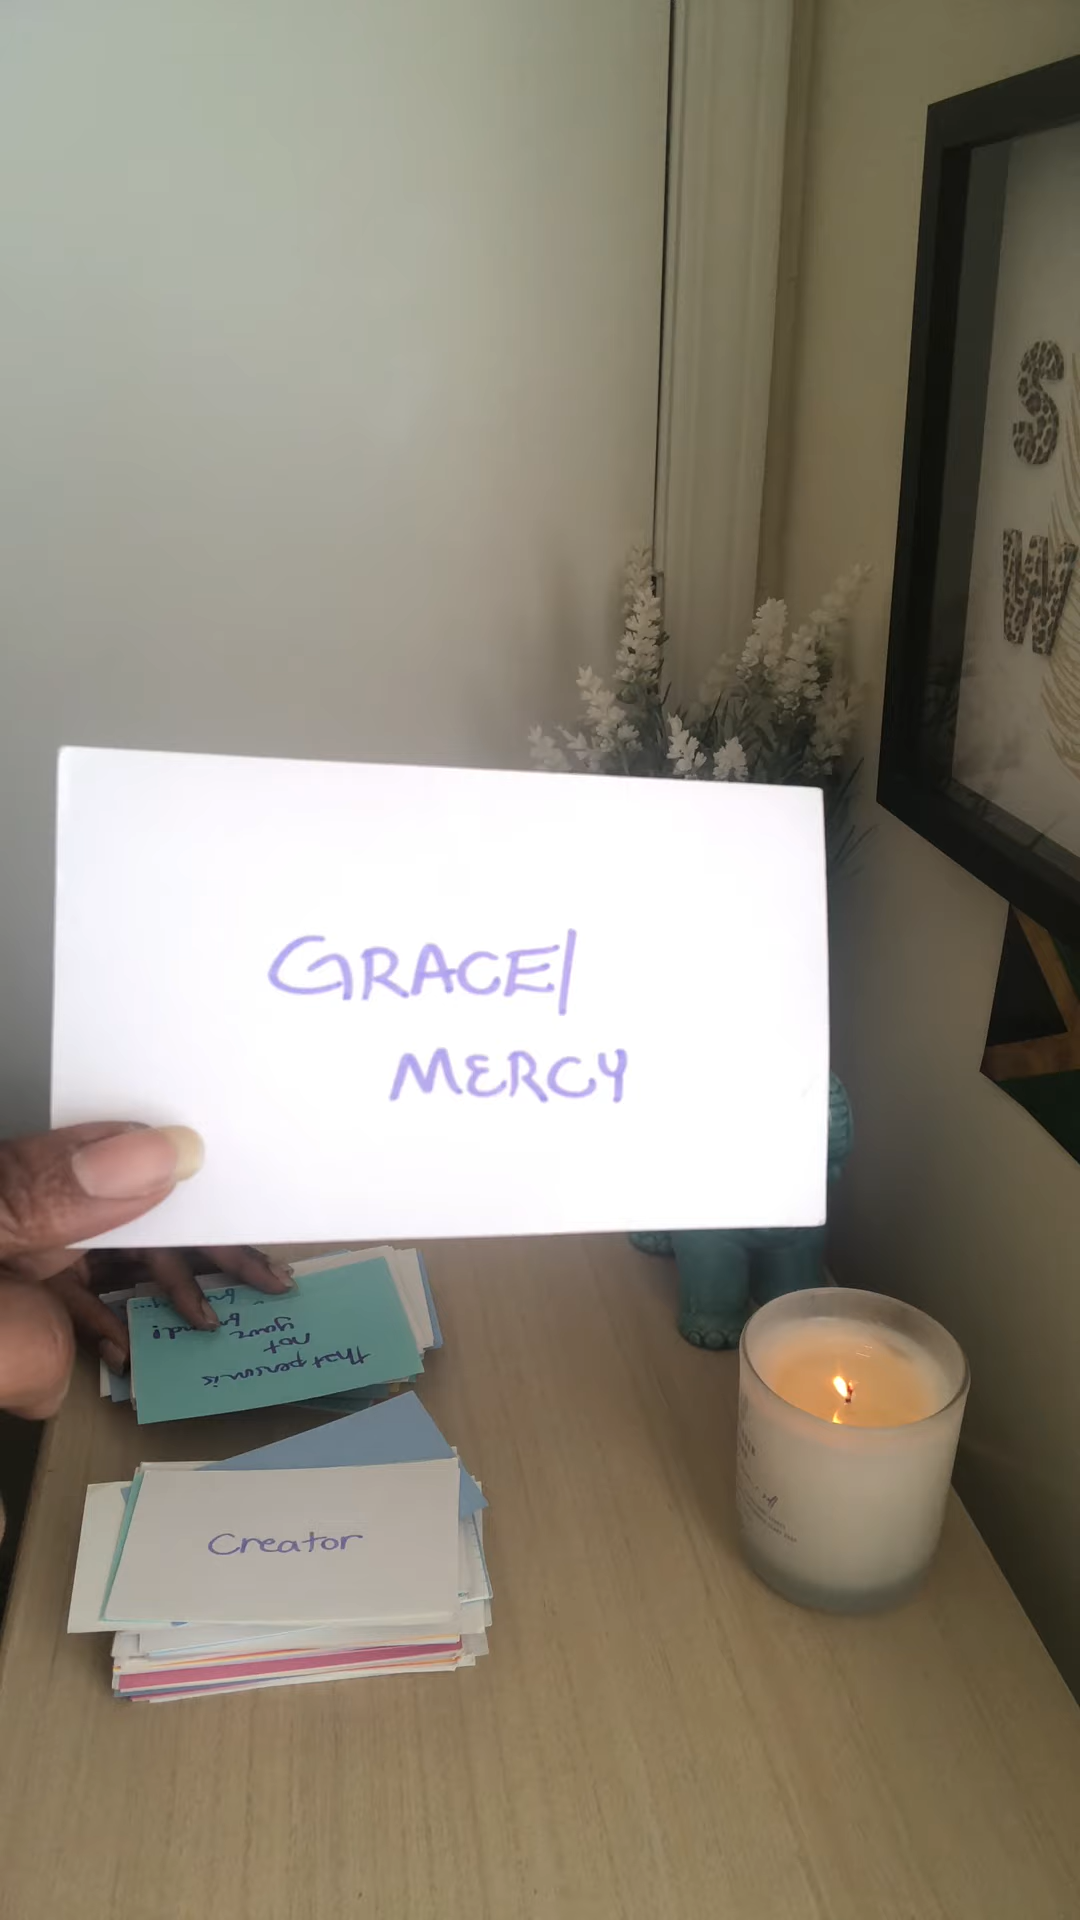 S
W
GRACE/
MERCY
That person is
not
your friend!
Creator